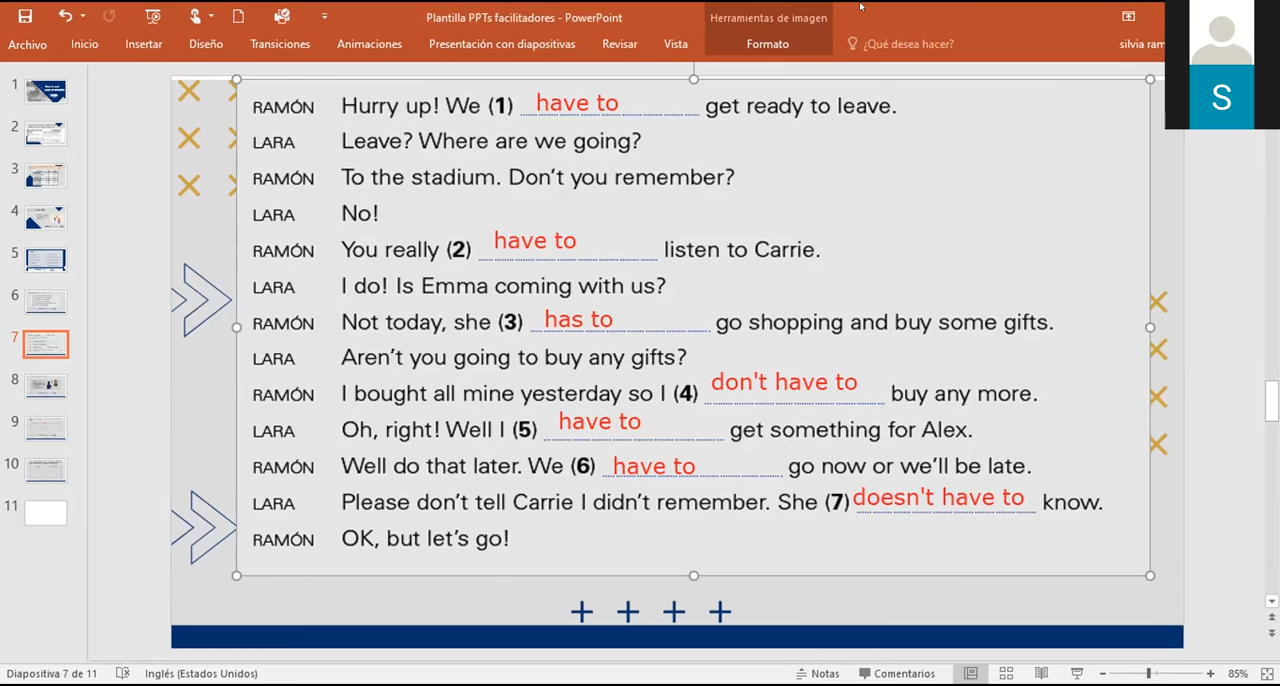 Plantilla PPTs facilitadores - PowerPoint
Herramientas de imagen
Archivo Inicio Insertar Diseño Transiciones Animaciones Presentación con diapositivas Revisar Vista Formato ¿Qué desea hacer? silvia ram
S
1
2
3
4
5
6
7
8
9
10
11
RAMÓN Hurry up! We (1) have to get ready to leave.
LARA Leave? Where are we going?
RAMÓN To the stadium. Don't you remember?
LARA No!
RAMÓN You really (2) have to listen to Carrie.
LARA I do! Is Emma coming with us?
RAMÓN Not today, she (3) has to go shopping and buy some gifts.
LARA Aren't you going to buy any gifts?
RAMÓN I bought all mine yesterday so I (4) don't have to buy any more.
LARA Oh, right! Well I (5) have to get something for Alex.
RAMÓN Well do that later. We (6) have to go now or we'll be late.
LARA Please don't tell Carrie I didn't remember. She (7) doesn't have to know.
RAMÓN OK, but let's go!
Diapositiva 7 de 11 Inglés (Estados Unidos) Notas Comentarios 85%